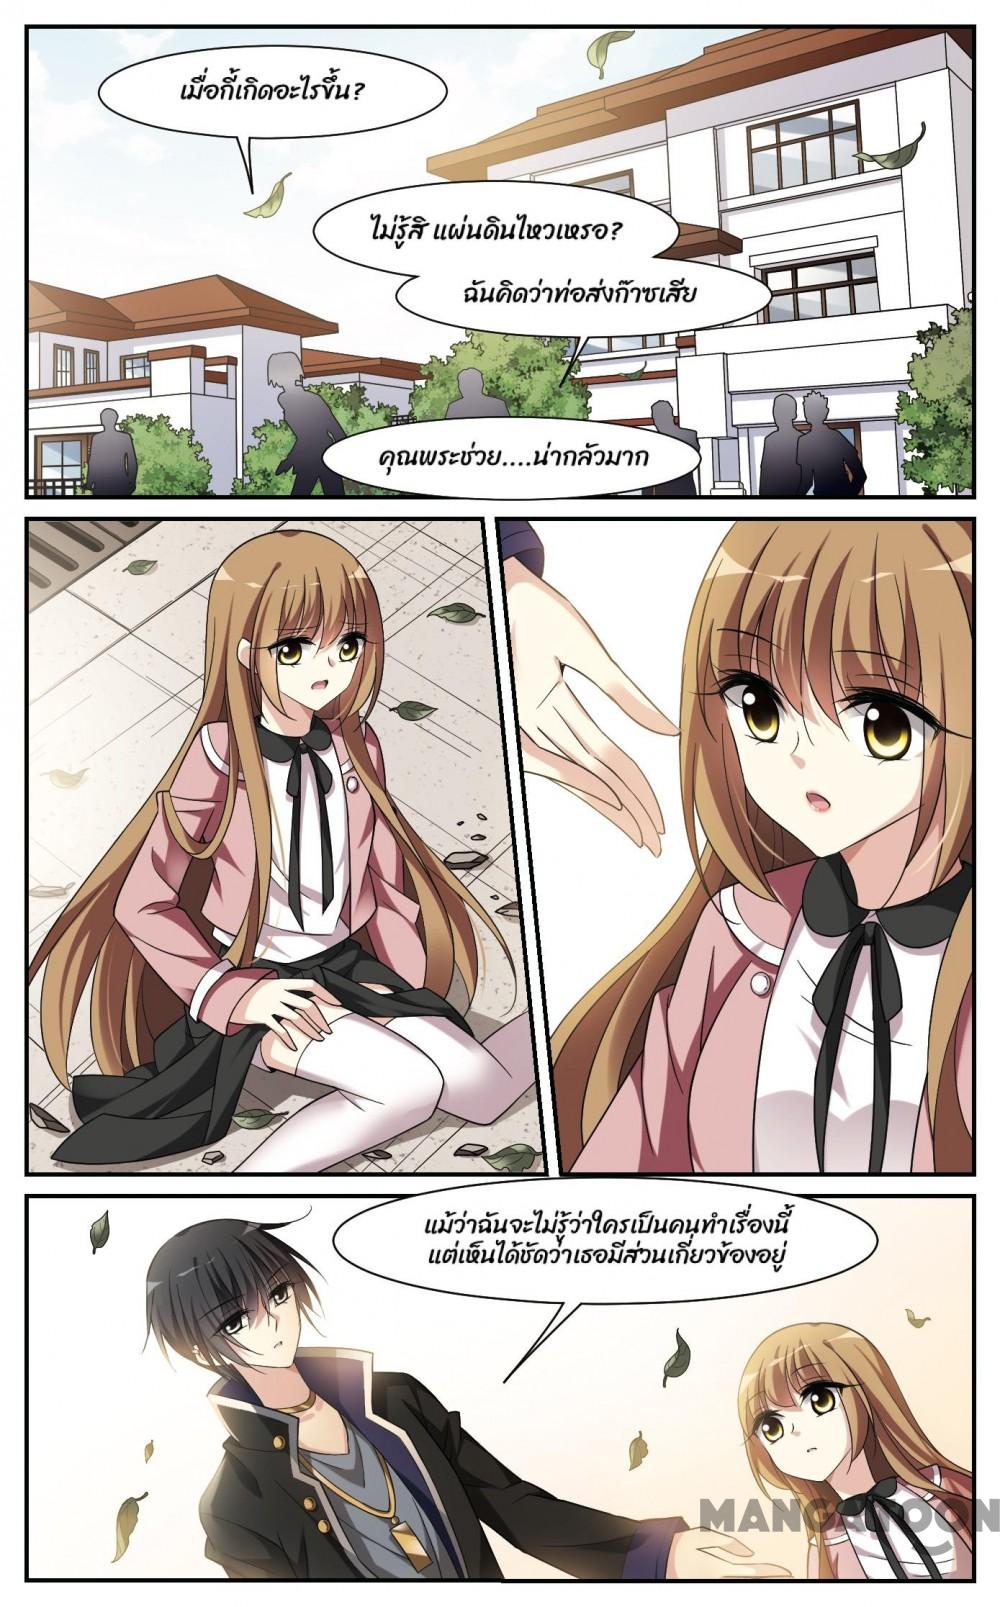 เมื่อกี้เกิดอะไรขึ้น?
ไม่รู้สิ แผ่นดินไหวเหรอ?
ฉันคิดว่าท่อส่งก๊าซเสีย
คุณพระช่วย....น่ากลัวมาก
แม้ว่าฉันจะไม่รู้ว่าใครเป็นคนทำเรื่องนี้
แต่เห็นได้ชัดว่าเธอมีส่วนเกี่ยวข้องอยู่
MANGATOON